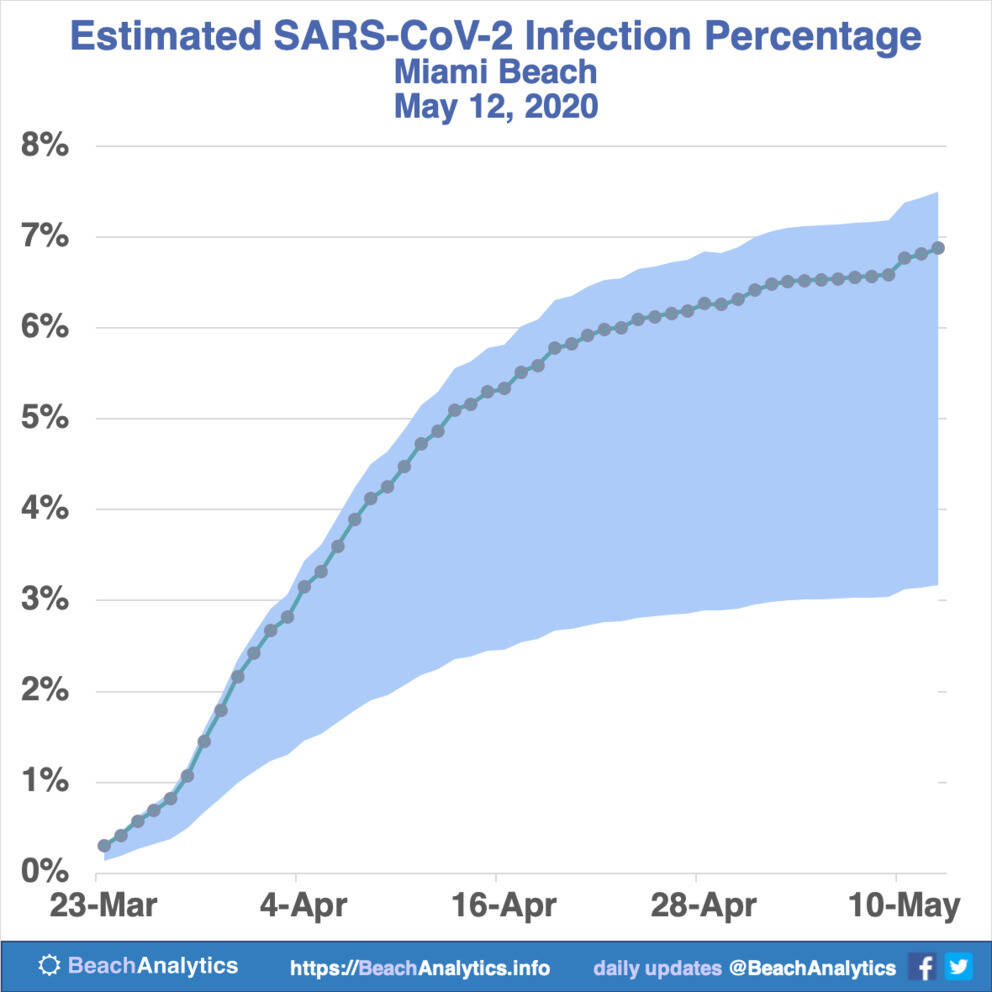 Estimated SARS-CoV-2 Infection Percentage
Miami Beach
May 12, 2020
8%
7%
6%
5%
4%
3%
2%
1%
0%
23-Mar 4-Apr 16-Apr 28-Apr 10-May
BeachAnalytics https://BeachAnalytics.info daily updates @BeachAnalytics